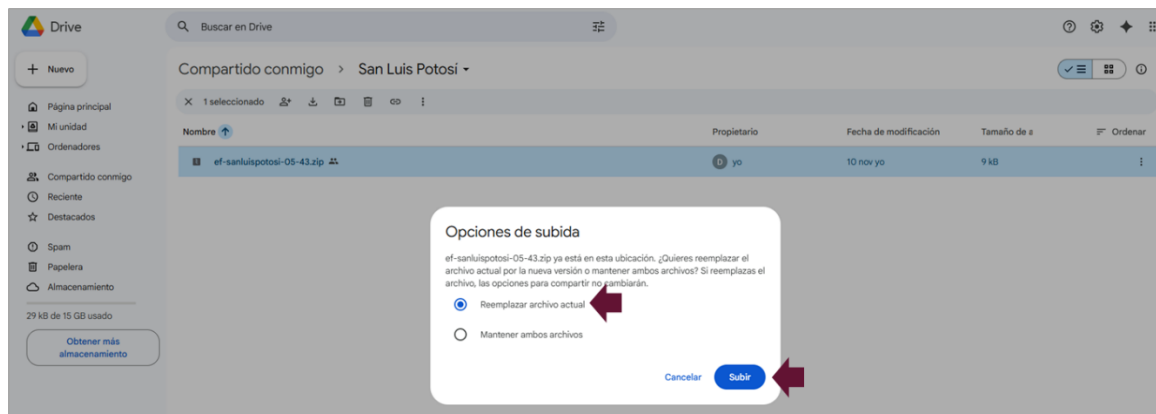 Drive
Buscar en Drive
Nuevo
Compartido conmigo > San Luis Potosí
Página principal
Mi unidad
Ordenadores
Compartido conmigo
Reciente
Destacados
Spam
Papelera
Almacenamiento
29 kB de 15 GB usado
Obtener más
almacenamiento
1 seleccionado
Nombre Propietario Fecha de modificación Tamaño de a Ordenar
ef-sanluispotosi-05-43.zip D yo 10 nov yo 9 kB
Opciones de subida
ef-sanluispotosi-05-43.zip ya está en esta ubicación. ¿Quieres reemplazar el
archivo actual por la nueva versión o mantener ambos archivos? Si reemplazas el
archivo, las opciones para compartir no cambiarán.
Reemplazar archivo actual
Mantener ambos archivos
Cancelar Subir